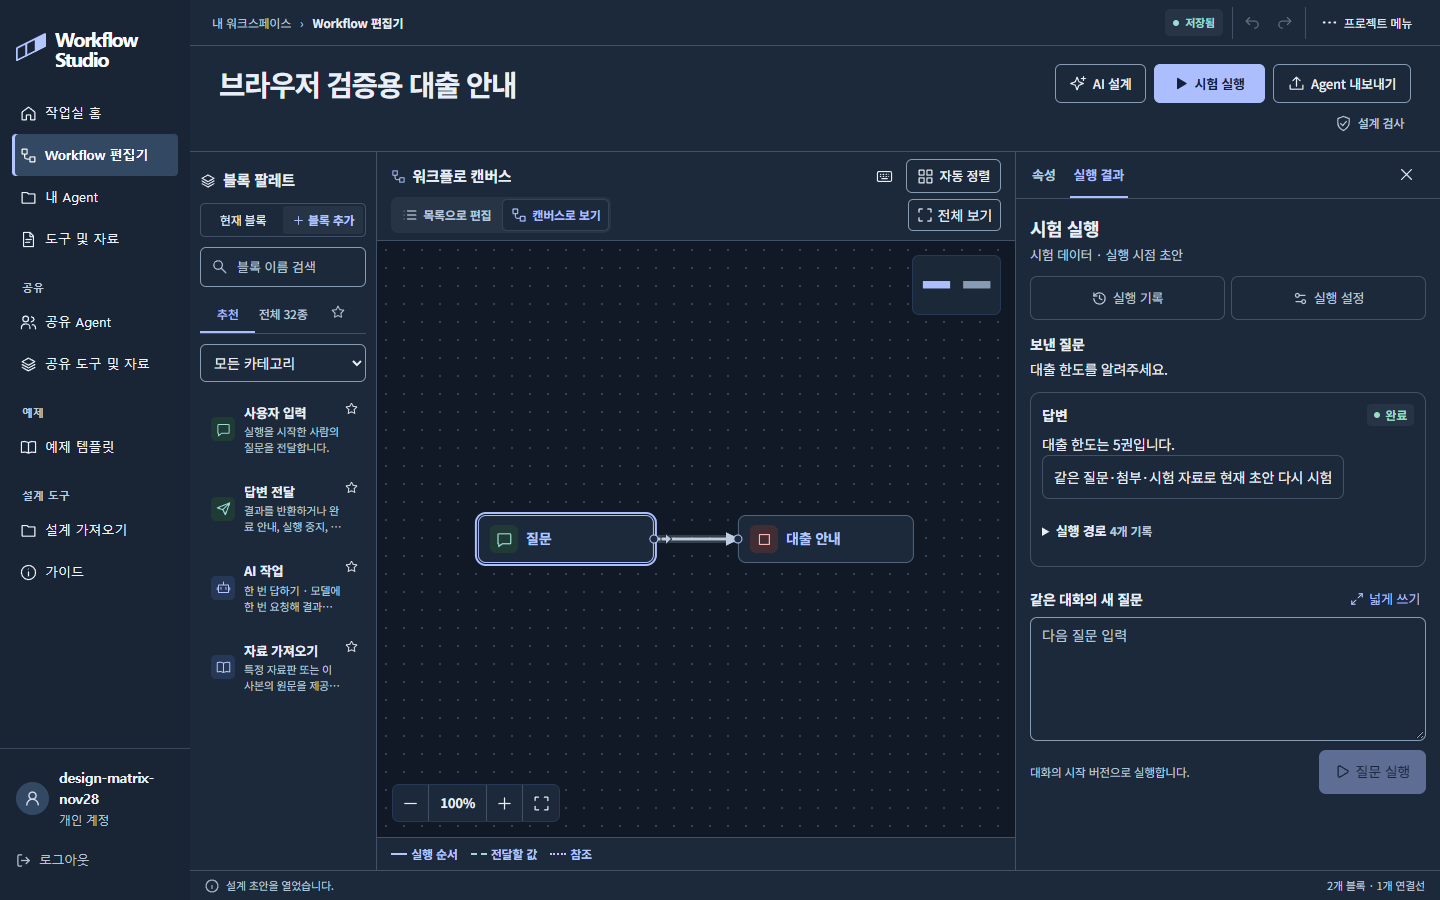 Workflow
Studio
작업실 홈
Workflow 편집기
내 Agent
도구 및 자료
공유
공유 Agent
공유 도구 및 자료
예제
예제 템플릿
설계 도구
설계 가져오기
가이드
design-matrix-
nov28
개인 계정
로그아웃
내 워크스페이스 › Workflow 편집기
저장됨
프로젝트 메뉴
브라우저 검증용 대출 안내
AI 설계
시험 실행
Agent 내보내기
설계 검사
블록 팔레트
현재 블록
블록 추가
블록 이름 검색
추천
전체 32종
모든 카테고리
사용자 입력
실행을 시작한 사람의
질문을 전달합니다.
답변 전달
결과를 반환하거나 완
료 안내, 실행 중지, …
AI 작업
한 번 답하기 · 모델에
한 번 요청해 결과…
자료 가져오기
특정 자료판 또는 이
사본의 원문을 제공…
워크플로 캔버스
자동 정렬
목록으로 편집
캔버스로 보기
전체 보기
질문
대출 안내
100%
실행 순서
전달할 값
참조
속성
실행 결과
시험 실행
시험 데이터 · 실행 시점 초안
실행 기록
실행 설정
보낸 질문
대출 한도를 알려주세요.
답변
완료
대출 한도는 5권입니다.
같은 질문·첨부·시험 자료로 현재 초안 다시 시험
실행 경로 4개 기록
같은 대화의 새 질문
넓게 쓰기
다음 질문 입력
대화의 시작 버전으로 실행합니다.
질문 실행
설계 초안을 열었습니다.
2개 블록 · 1개 연결선